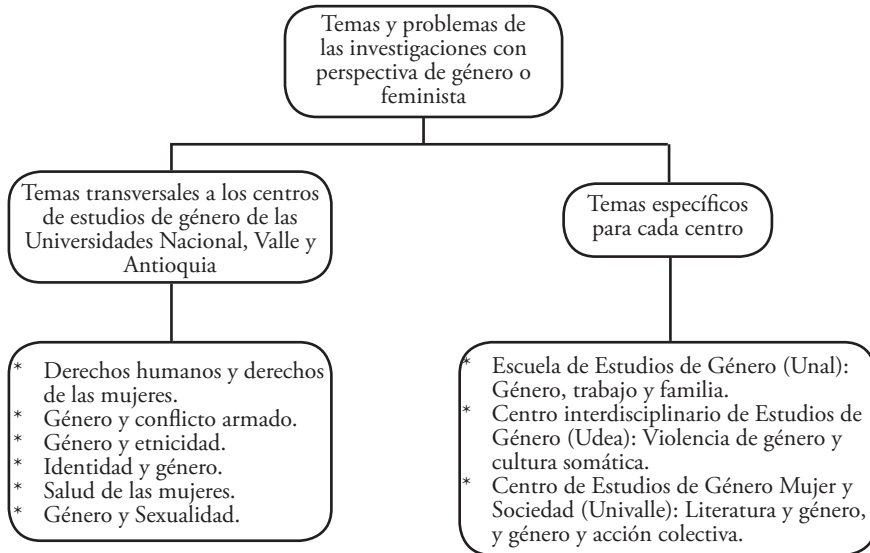 Temas y problemas de
las investigaciones con
perspectiva de género o
feminista
Temas transversales a los centros
de estudios de género de las
Universidades Nacional, Valle y
Antioquia
Temas específicos
para cada centro
* Derechos humanos y derechos
de las mujeres.
* Género y conflicto armado.
* Género y etnicidad.
* Identidad y género.
* Salud de las mujeres.
* Género y Sexualidad.
* Escuela de Estudios de Género (Unal):
Género, trabajo y familia.
* Centro interdisciplinario de Estudios de
Género (Udea): Violencia de género y
cultura somática.
* Centro de Estudios de Género Mujer y
Sociedad (Univalle): Literatura y género,
y género y acción colectiva.